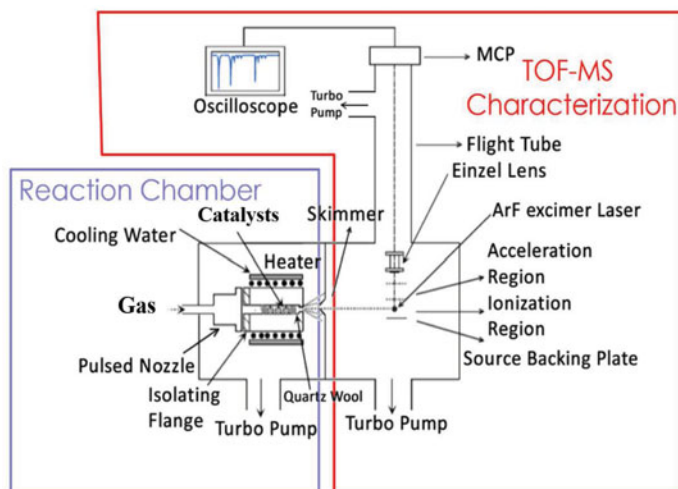 MCP
TOF-MS
Characterization
Oscilloscope
Turbo
Pump
Flight Tube
Einzel Lens
Reaction Chamber
Catalysts
Skimmer
ArF excimer Laser
Cooling Water
Heater
Acceleration
Region
Gas
Ionization
Region
Pulsed Nozzle
Source Backing Plate
Isolating
Flange
Quartz Wool
Turbo Pump
Turbo Pump